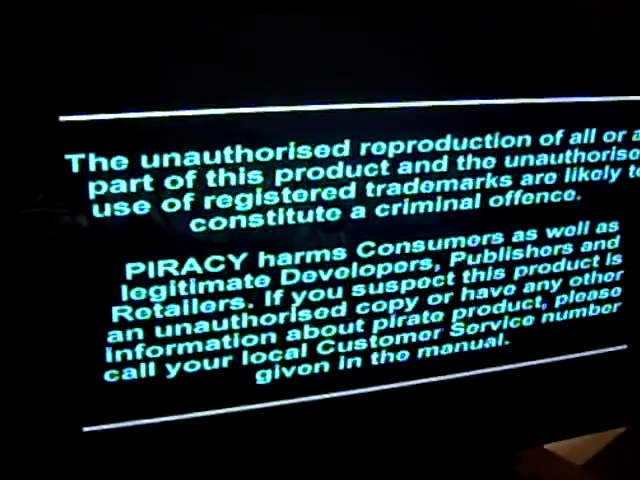 The unauthorised reproduction of all or a
part of this product and the unauthoris
use of registered trademarks are likely t
constitute a criminal offence.
PIRACY harms Consumers as well as
legitimate Developers, Publishers and
Retailers. If you suspect this product is
an unauthorised copy or have any other
information about pirate product, please
call your local Customer Service number
given in the manual.